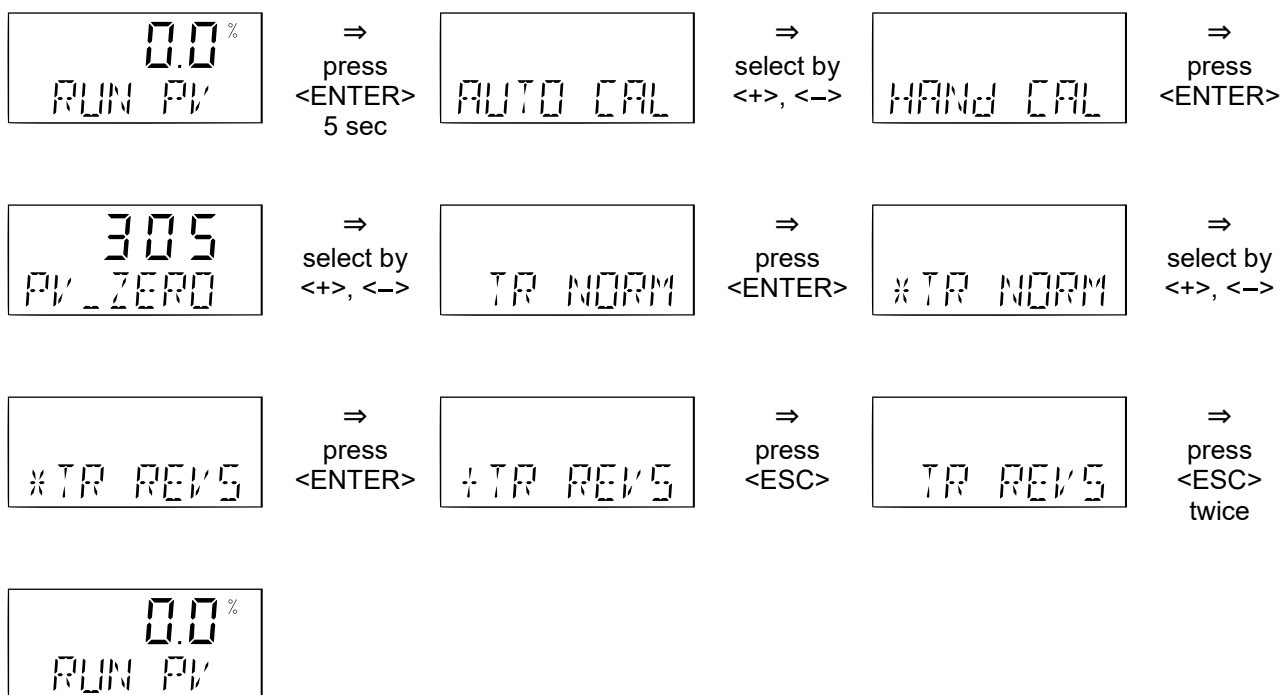 0.0%
RUN PV
⇒
press
<ENTER>
5 sec
AUTO CAL
⇒
select by
<+>, <−>
HANd CAL
⇒
press
<ENTER>
305
PV_ZERO
⇒
select by
<+>, <−>
TR NORM
⇒
press
<ENTER>
*TR NORM
⇒
select by
<+>, <−>
*TR REVS
⇒
press
<ENTER>
+TR REVS
⇒
press
<ESC>
TR REVS
⇒
press
<ESC>
twice
0.0%
RUN PV